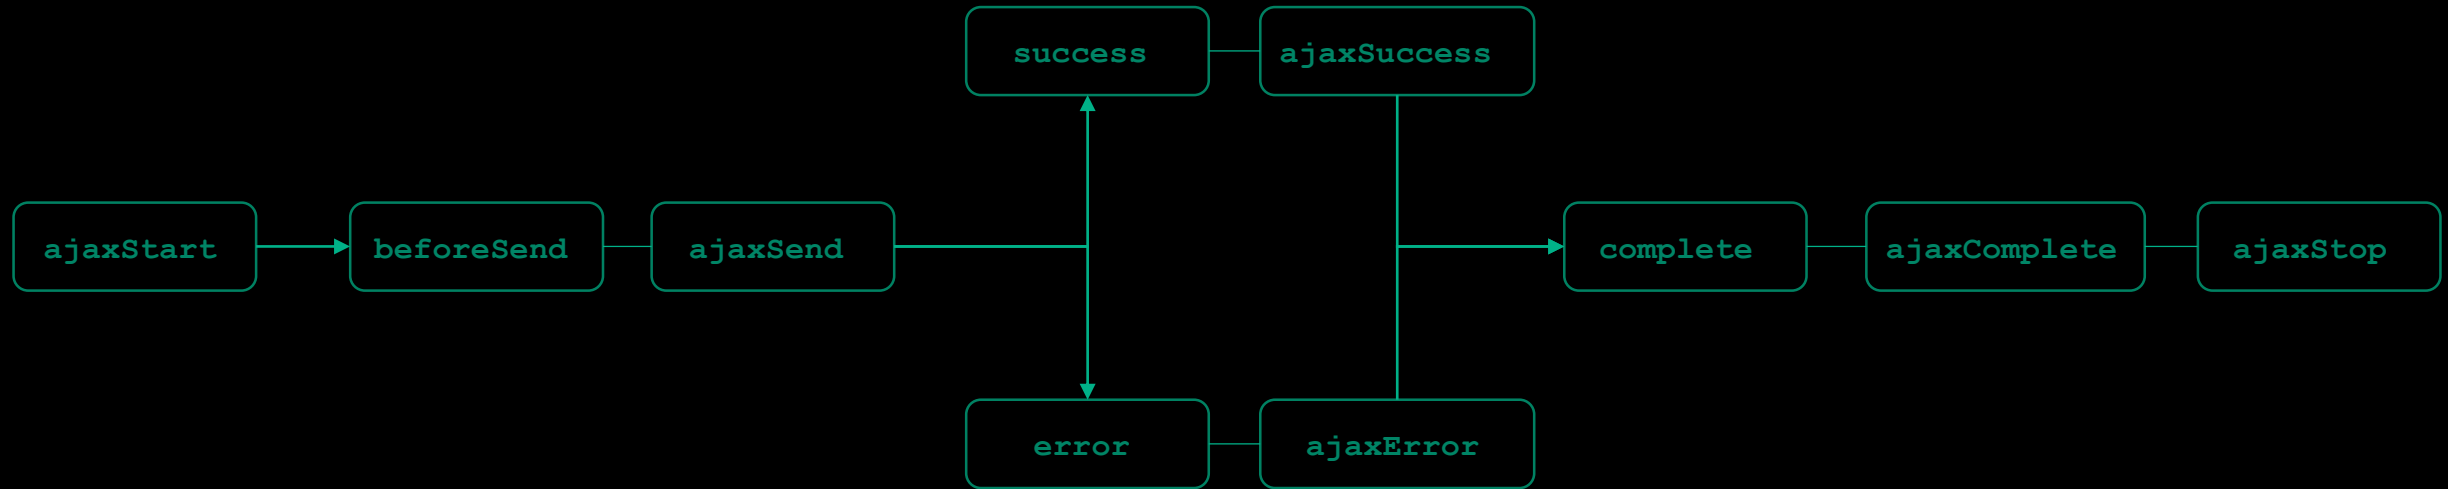 success
ajaxSuccess
ajaxStart
beforeSend
ajaxSend
complete
ajaxComplete
ajaxStop
error
ajaxError